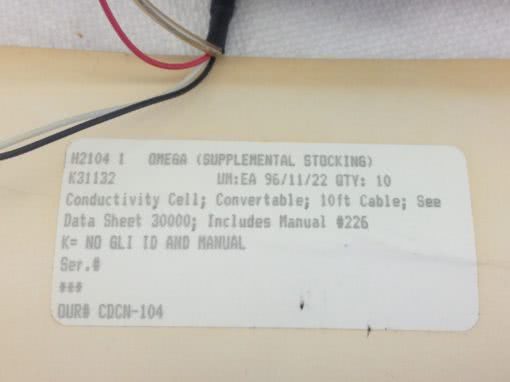 H2104 1 OMEGA (SUPPLEMENTAL STOCKING)
K31132 UM:EA 96/11/22 QTY: 10
Conductivity Cell; Convertable; 10ft Cable; See
Data Sheet 30000; Includes Manual #226
K= NO GLI ID AND MANUAL
Ser.#
***
OUR# CDCN-104